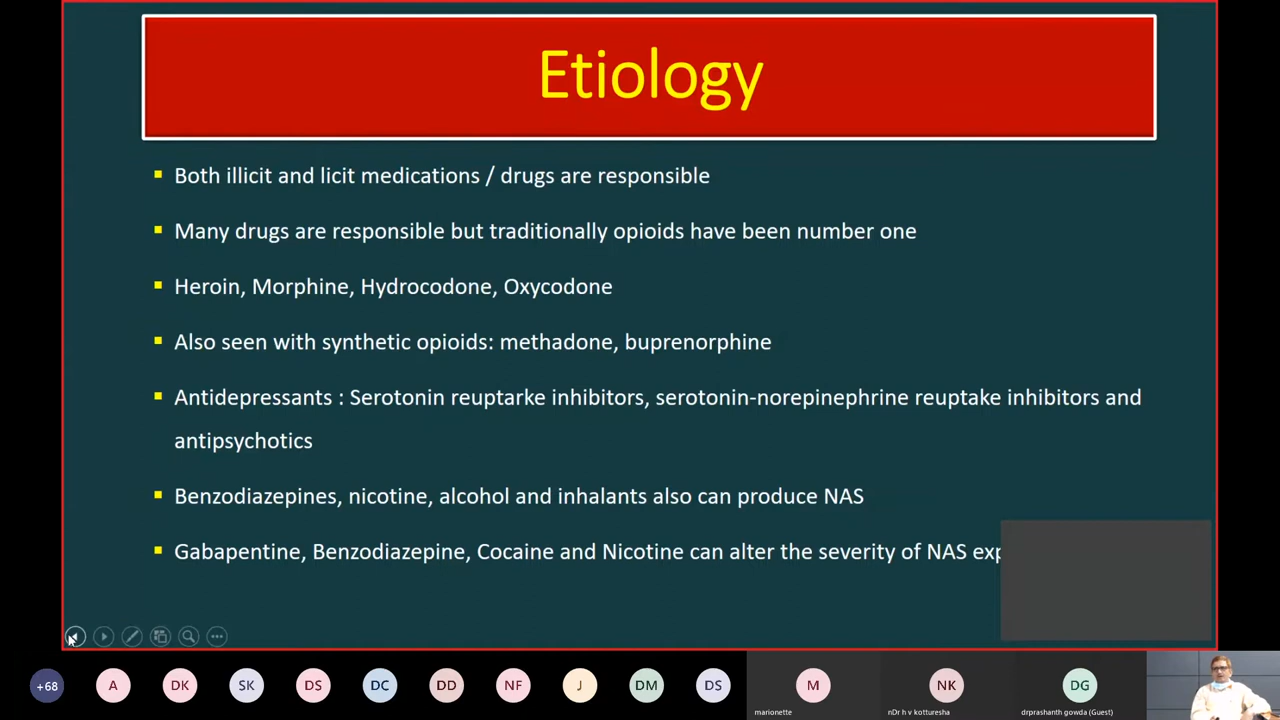 Etiology
Both illicit and licit medications / drugs are responsible
Many drugs are responsible but traditionally opioids have been number one
Heroin, Morphine, Hydrocodone, Oxycodone
Also seen with synthetic opioids: methadone, buprenorphine
Antidepressants : Serotonin reuptarke inhibitors, serotonin-norepinephrine reuptake inhibitors and
antipsychotics
Benzodiazepines, nicotine, alcohol and inhalants also can produce NAS
Gabapentine, Benzodiazepine, Cocaine and Nicotine can alter the severity of NAS
+68 A DK SK DS DC DD NF J DM DS M NK DG
marionette nDr h v kotturesha drprashanth gowda (Guest)